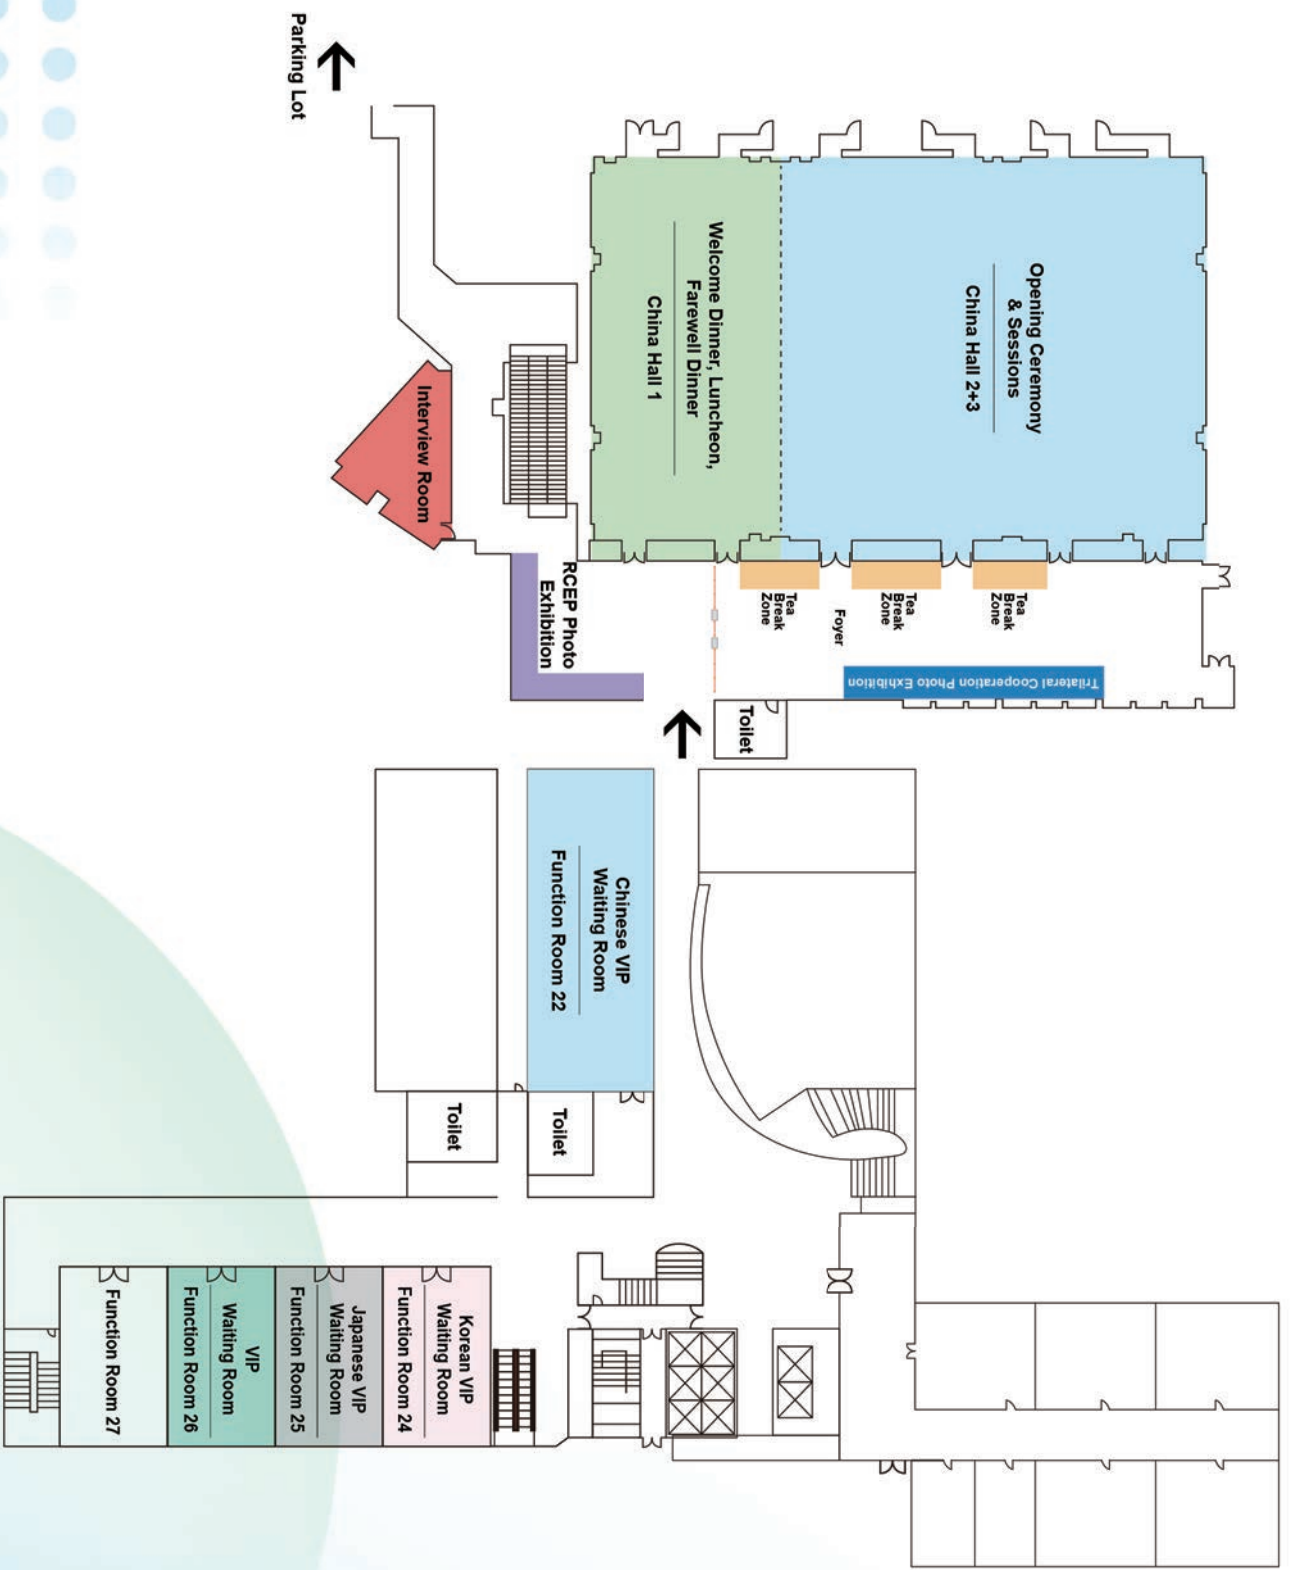 Parking Lot
Opening Ceremony
& Sessions
China Hall 2+3
Welcome Dinner, Luncheon,
Farewell Dinner
China Hall 1
Interview Room
RCEP Photo
Exhibition
Tea
Break
Zone
Tea
Break
Zone
Tea
Break
Zone
Foyer
Trilateral Cooperation Photo Exhibition
Toilet
Chinese VIP
Waiting Room
Function Room 22
Toilet
Toilet
Korean VIP
Waiting Room
Function Room 24
Japanese VIP
Waiting Room
Function Room 25
VIP
Waiting Room
Function Room 26
Function Room 27